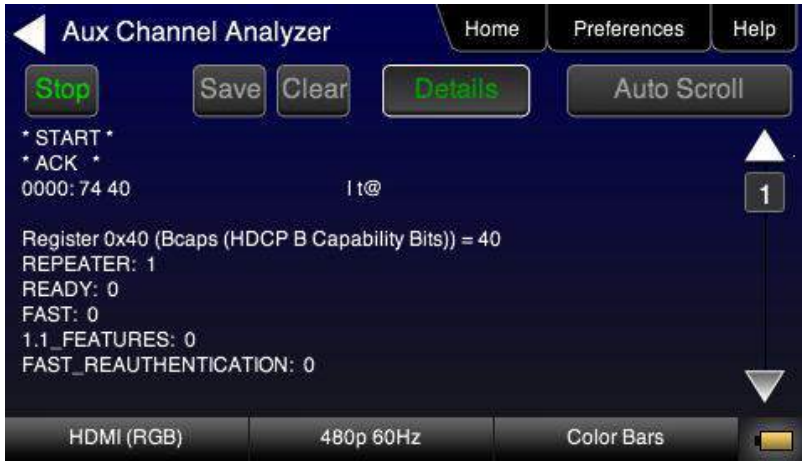 Aux Channel Analyzer Home Preferences Help
Stop Save Clear Details Auto Scroll
* START *
* ACK *
0000: 74 40 | t@
1
Register 0x40 (Bcaps (HDCP B Capability Bits)) = 40
REPEATER: 1
READY: 0
FAST: 0
1.1_FEATURES: 0
FAST_REAUTHENTICATION: 0
HDMI (RGB) 480p 60Hz Color Bars